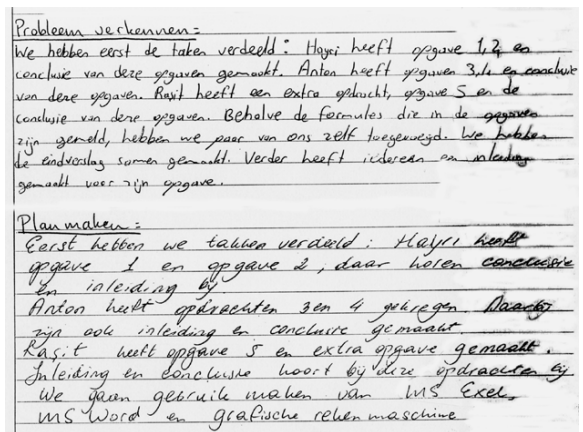 Probleem verkennen:
We hebben eerst de taken verdeeld: Hayri heeft opgave 1,2 en
conclusie van deze opgaven gemaakt. Anton heeft opgaven 3,4 en conclusie
van deze opgaven. Rasit heeft een extra opdracht, opgave 5 en de
conclusie van deze opgaven. Behalve de formules die in de gegeven
zijn gemeld, hebben we paar van ons zelf toegevoegd. We hebben
de eindverslag samen gemaakt. Verder heeft iedereen een inleiding
gemaakt voor zijn opgave.
Plan maken:
Eerst hebben we takken verdeeld: Hayri heeft
opgave 1 en opgave 2, daar horen conclusie
en inleiding bij
Anton heeft opdrachten 3 en 4 gekregen. Daarbij
zijn ook inleiding en conclusie gemaakt.
Rasit heeft opgave 5 en extra opgave gemaakt.
Inleiding en conclusie hoort bij deze opdrachten bij
We gaan gebruik maken van MS Exel,
MS Word en grafische rekenmaschine